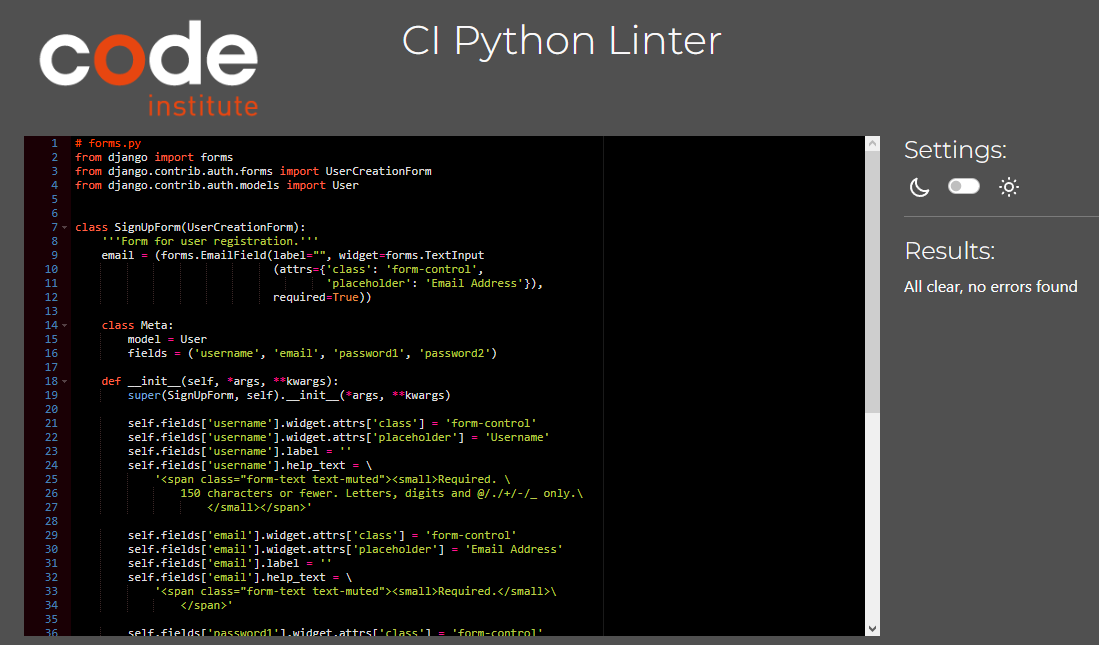 code
institute
CI Python Linter
1 # forms.py
2 from django import forms
3 from django.contrib.auth.forms import UserCreationForm
4 from django.contrib.auth.models import User
5
6
7 class SignUpForm(UserCreationForm):
8     '''Form for user registration.'''
9     email = (forms.EmailField(label="", widget=forms.TextInput
10                               (attrs={'class': 'form-control',
11                                       'placeholder': 'Email Address'}),
12                               required=True))
13
14     class Meta:
15         model = User
16         fields = ('username', 'email', 'password1', 'password2')
17
18     def __init__(self, *args, **kwargs):
19         super(SignUpForm, self).__init__(*args, **kwargs)
20
21         self.fields['username'].widget.attrs['class'] = 'form-control'
22         self.fields['username'].widget.attrs['placeholder'] = 'Username'
23         self.fields['username'].label = ''
24         self.fields['username'].help_text = \
25             '<span class="form-text text-muted"><small>Required. \
26                 150 characters or fewer. Letters, digits and @/./+/-/_ only.\
27                     </small></span>'
28
29         self.fields['email'].widget.attrs['class'] = 'form-control'
30         self.fields['email'].widget.attrs['placeholder'] = 'Email Address'
31         self.fields['email'].label = ''
32         self.fields['email'].help_text = \
33             '<span class="form-text text-muted"><small>Required.</small>\
34                 </span>'
35
36         self.fields['password1'].widget.attrs['class'] = 'form-control'
Settings:
Results:
All clear, no errors found